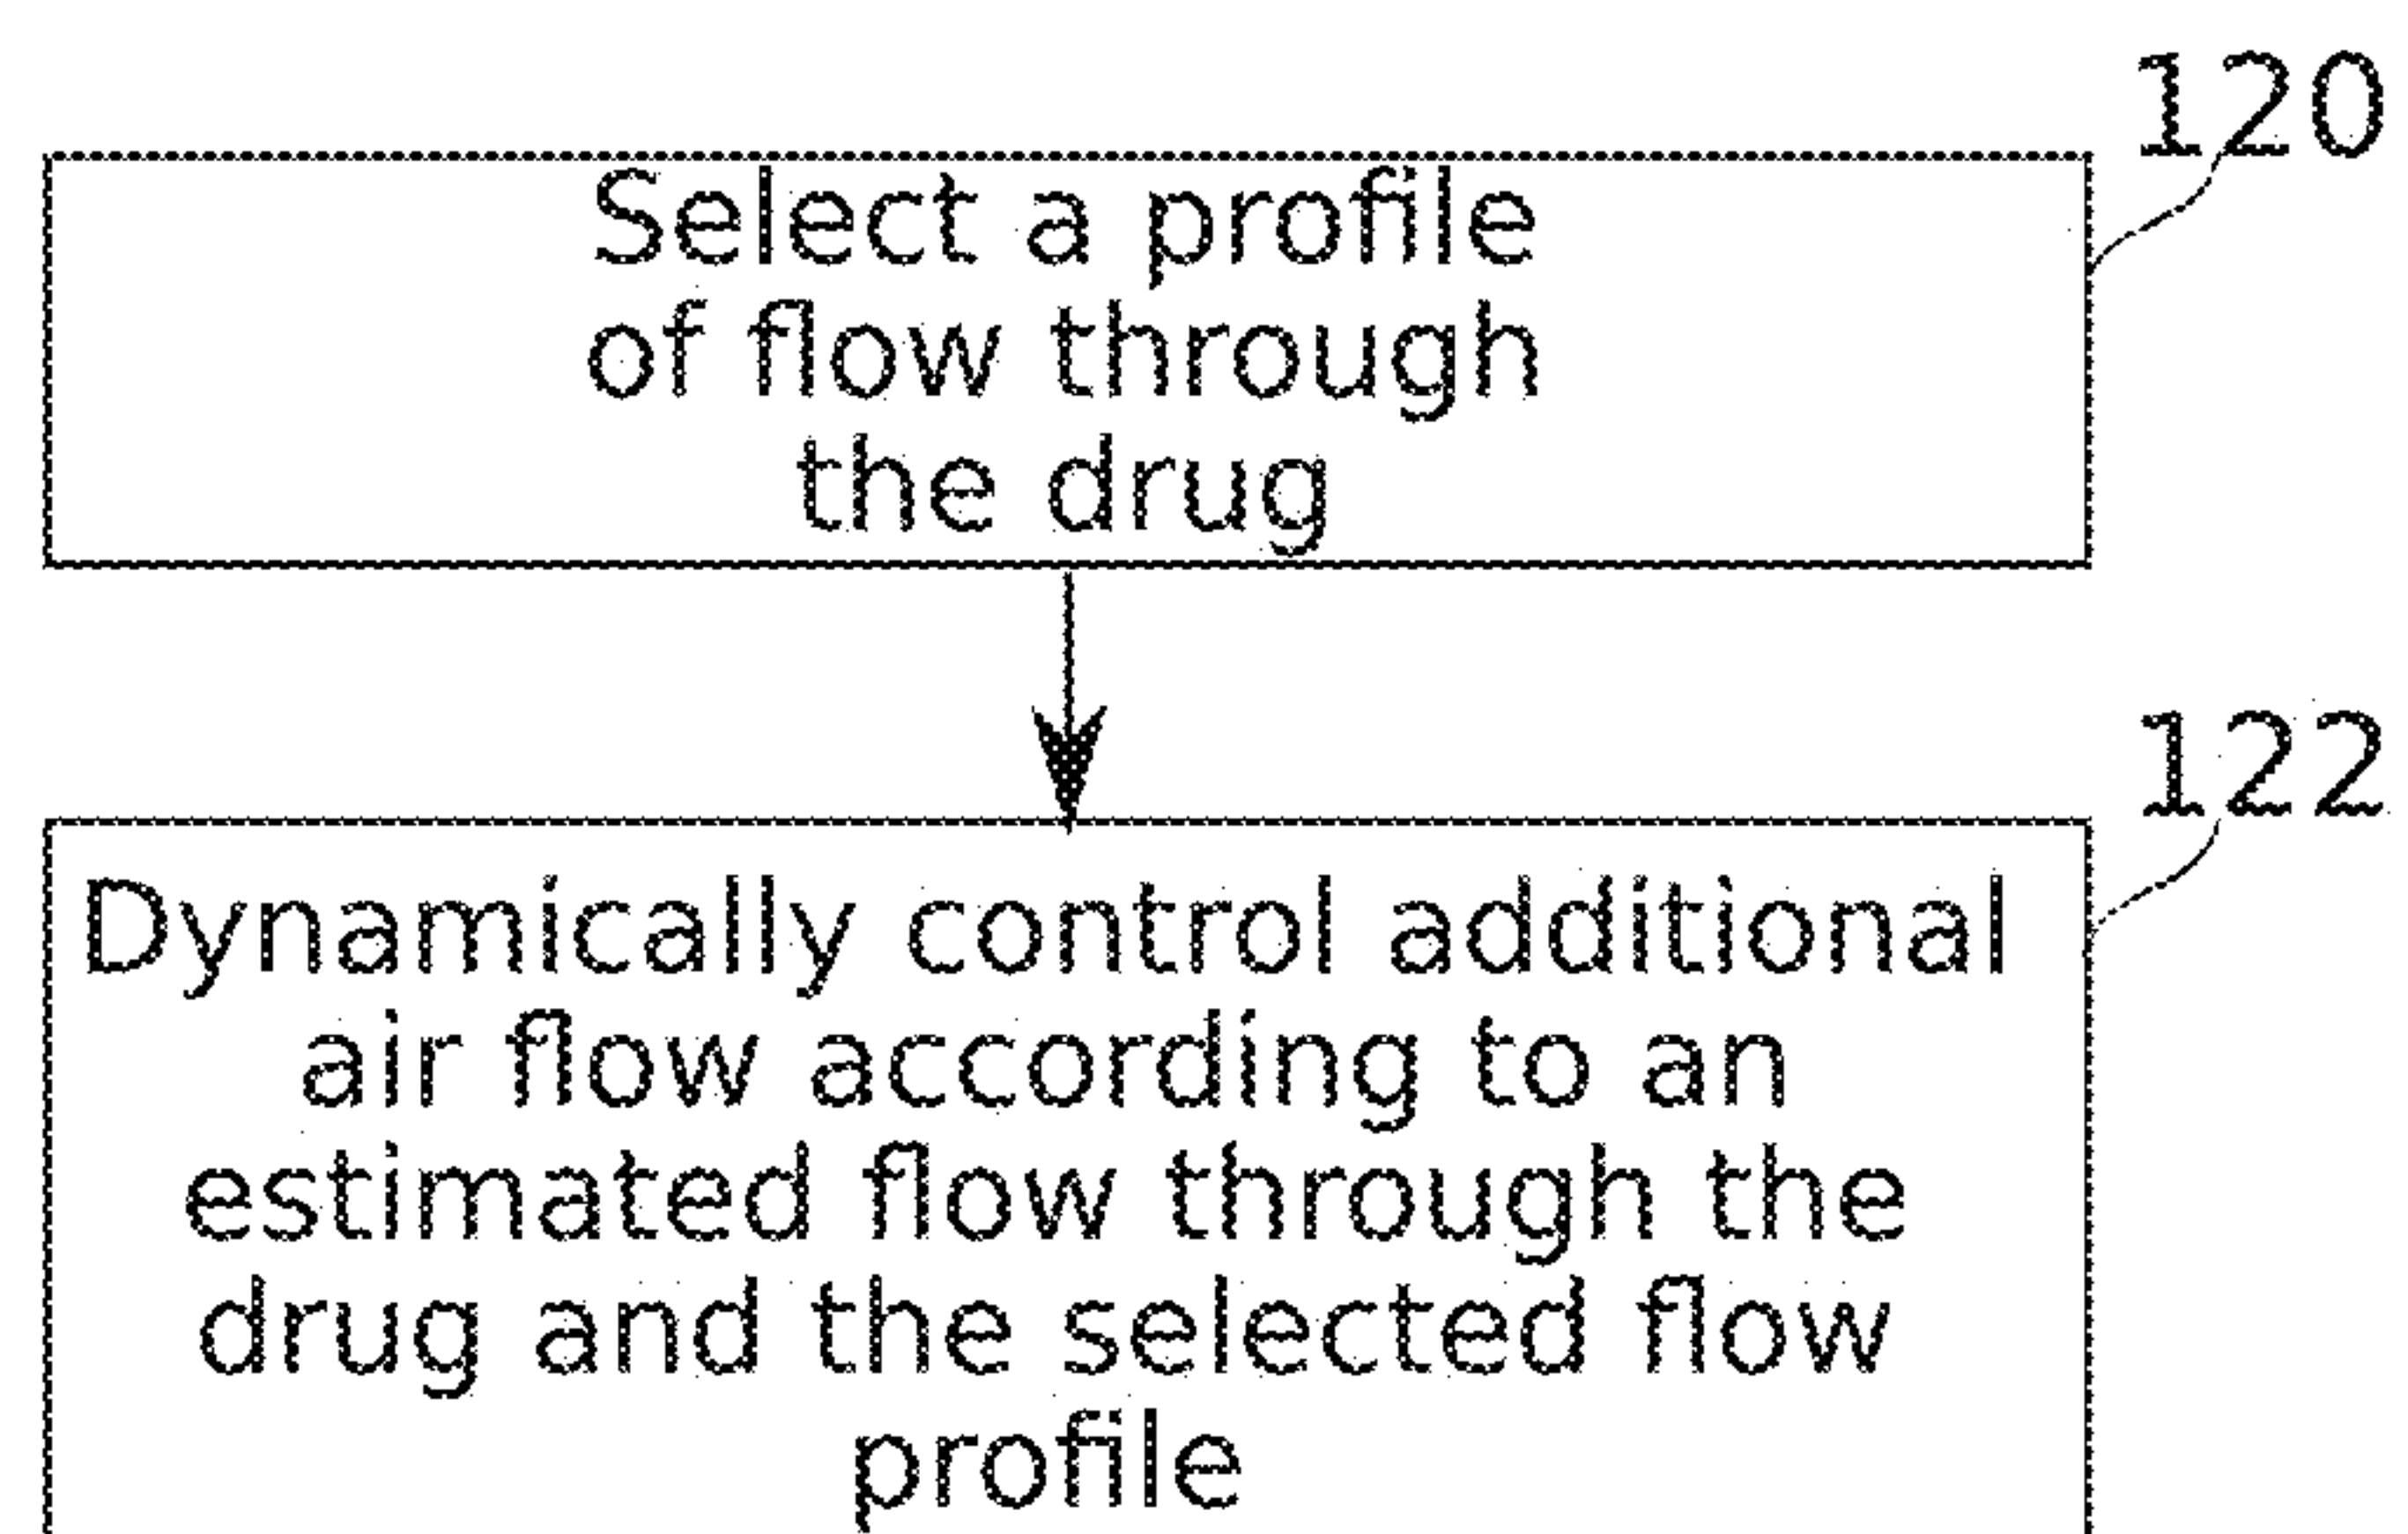 120
Select a profile
of flow through
the drug
122
Dynamically control additional
air flow according to an
estimated flow through the
drug and the selected flow
profile